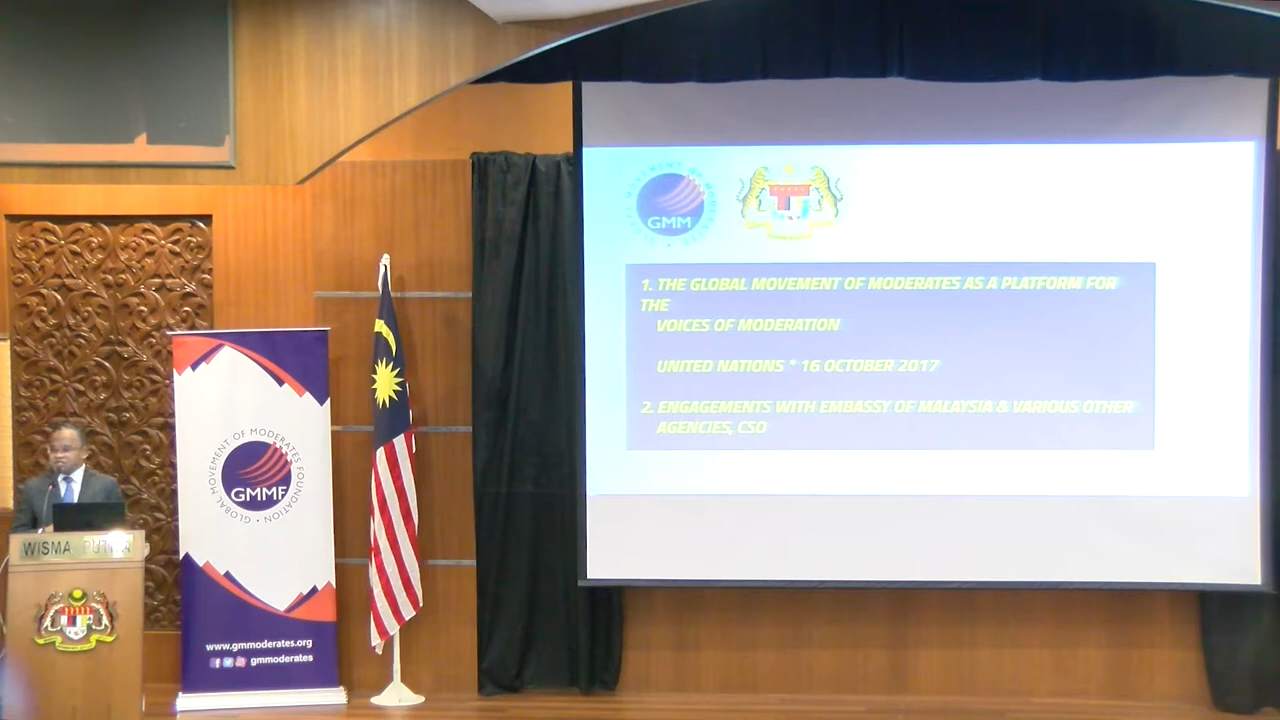 GMM
1. THE GLOBAL MOVEMENT OF MODERATES AS A PLATFORM FOR
THE
VOICES OF MODERATION
UNITED NATIONS * 16 OCTOBER 2017
2. ENGAGEMENTS WITH EMBASSY OF MALAYSIA & VARIOUS OTHER
AGENCIES, CSO
GLOBAL MOVEMENT OF MODERATES FOUNDATION •
GMMF
www.gmmoderates.org
gmmoderates
WISMA PUTRA